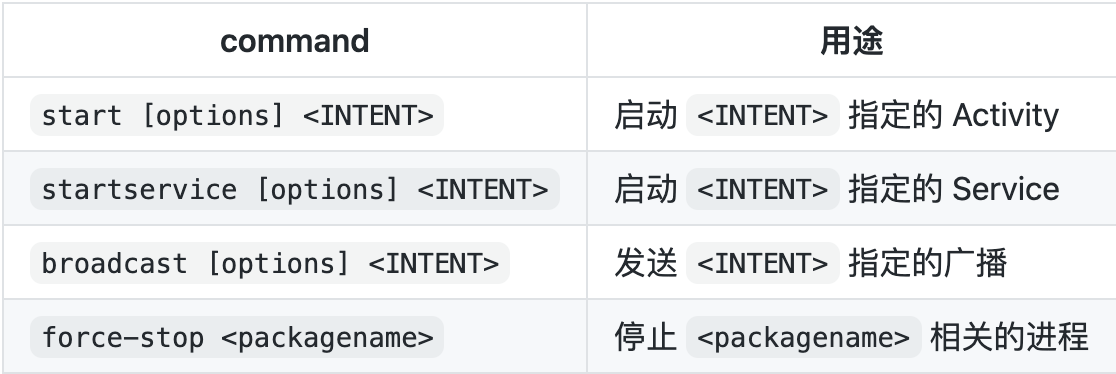 command 用途
start [options] <INTENT> 启动 <INTENT> 指定的 Activity
startservice [options] <INTENT> 启动 <INTENT> 指定的 Service
broadcast [options] <INTENT> 发送 <INTENT> 指定的广播
force-stop <packagename> 停止 <packagename> 相关的进程